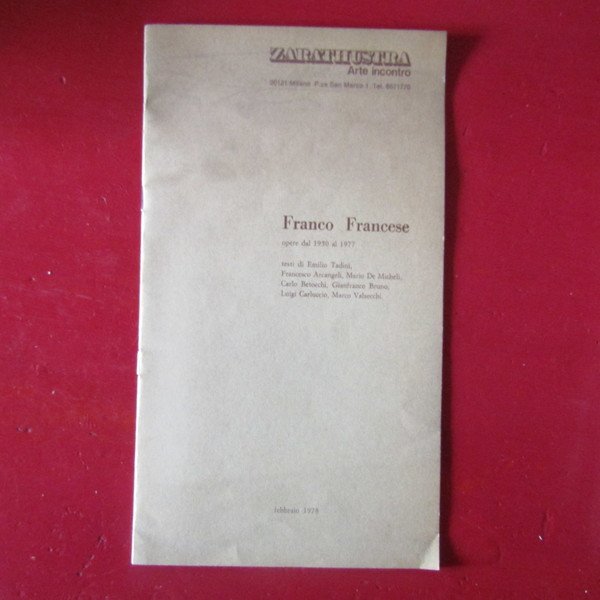 ZARATHUSTRA
Arte incontro
20121 Milano P.za San Marco 1 Tel. 6571770
Franco Francese
opere dal 1950 al 1977
testi di Emilio Tadini,
Francesco Arcangeli, Mario De Micheli,
Carlo Betocchi, Gianfranco Bruno,
Luigi Carluccio, Marco Valsecchi.
febbraio 1978